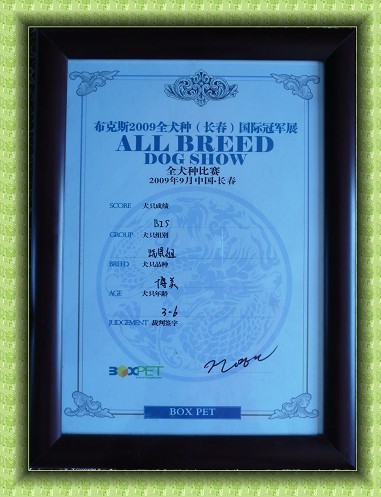 布克斯2009全犬种（长春）国际冠军展
ALL BREED
DOG SHOW
全犬种比赛
2009年9月中国·长春
SCORE 犬只成绩
BIS
GROUP 犬只组别
BREED 犬只品种
博美
AGE 犬只年龄
3-6
JUDGEMENT 裁判签字
BOXPET
BOX PET